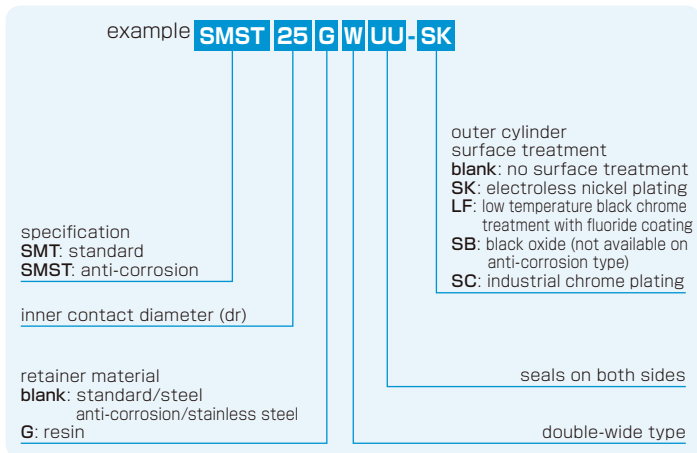 example SMST 25 G W UU - SK
outer cylinder
surface treatment
blank: no surface treatment
SK: electroless nickel plating
LF: low temperature black chrome
treatment with fluoride coating
SB: black oxide (not available on
anti-corrosion type)
SC: industrial chrome plating
specification
SMT: standard
SMST: anti-corrosion
inner contact diameter (dr)
retainer material
blank: standard/steel
anti-corrosion/stainless steel
G: resin
seals on both sides
double-wide type